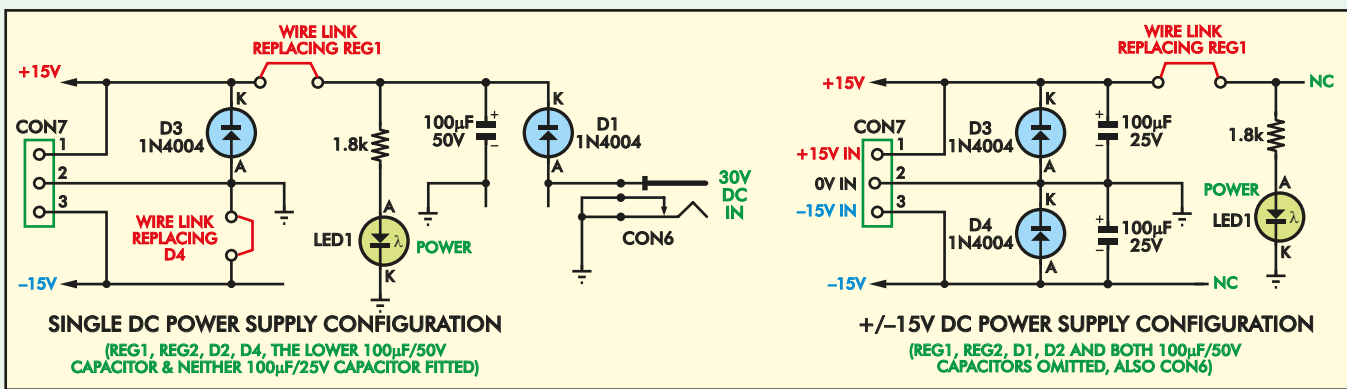 WIRE LINK
REPLACING REG1
+15V
K
D3
1N4004
A
CON7
1
2
3
WIRE LINK
REPLACING
D4
–15V
1.8k
100µF
50V
+
–
K
D1
1N4004
A
30V
DC
IN
CON6
A
LED1
λ
POWER
K
SINGLE DC POWER SUPPLY CONFIGURATION
(REG1, REG2, D2, D4, THE LOWER 100µF/50V
CAPACITOR & NEITHER 100µF/25V CAPACITOR FITTED)
WIRE LINK
REPLACING REG1
+15V
NC
CON7
+15V IN
1
0V IN
2
–15V IN
3
K
D3
1N4004
A
+
100µF
25V
–
1.8k
K
D4
1N4004
A
+
100µF
25V
–
POWER
A
LED1
λ
K
–15V
NC
+/–15V DC POWER SUPPLY CONFIGURATION
(REG1, REG2, D1, D2 AND BOTH 100µF/50V
CAPACITORS OMITTED, ALSO CON6)